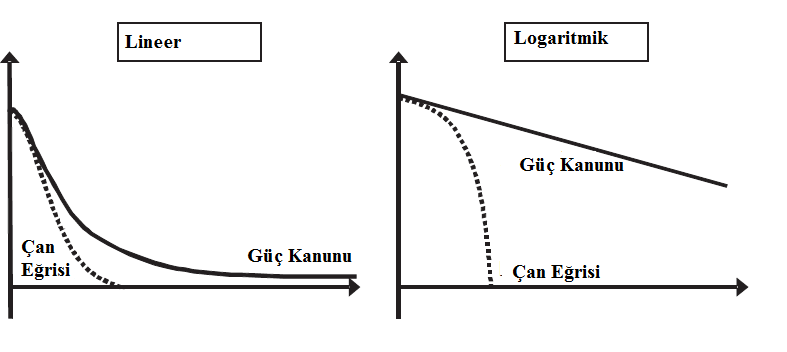 Lineer
Çan
Eğrisi
Güç Kanunu
Logaritmik
Güç Kanunu
Çan Eğrisi